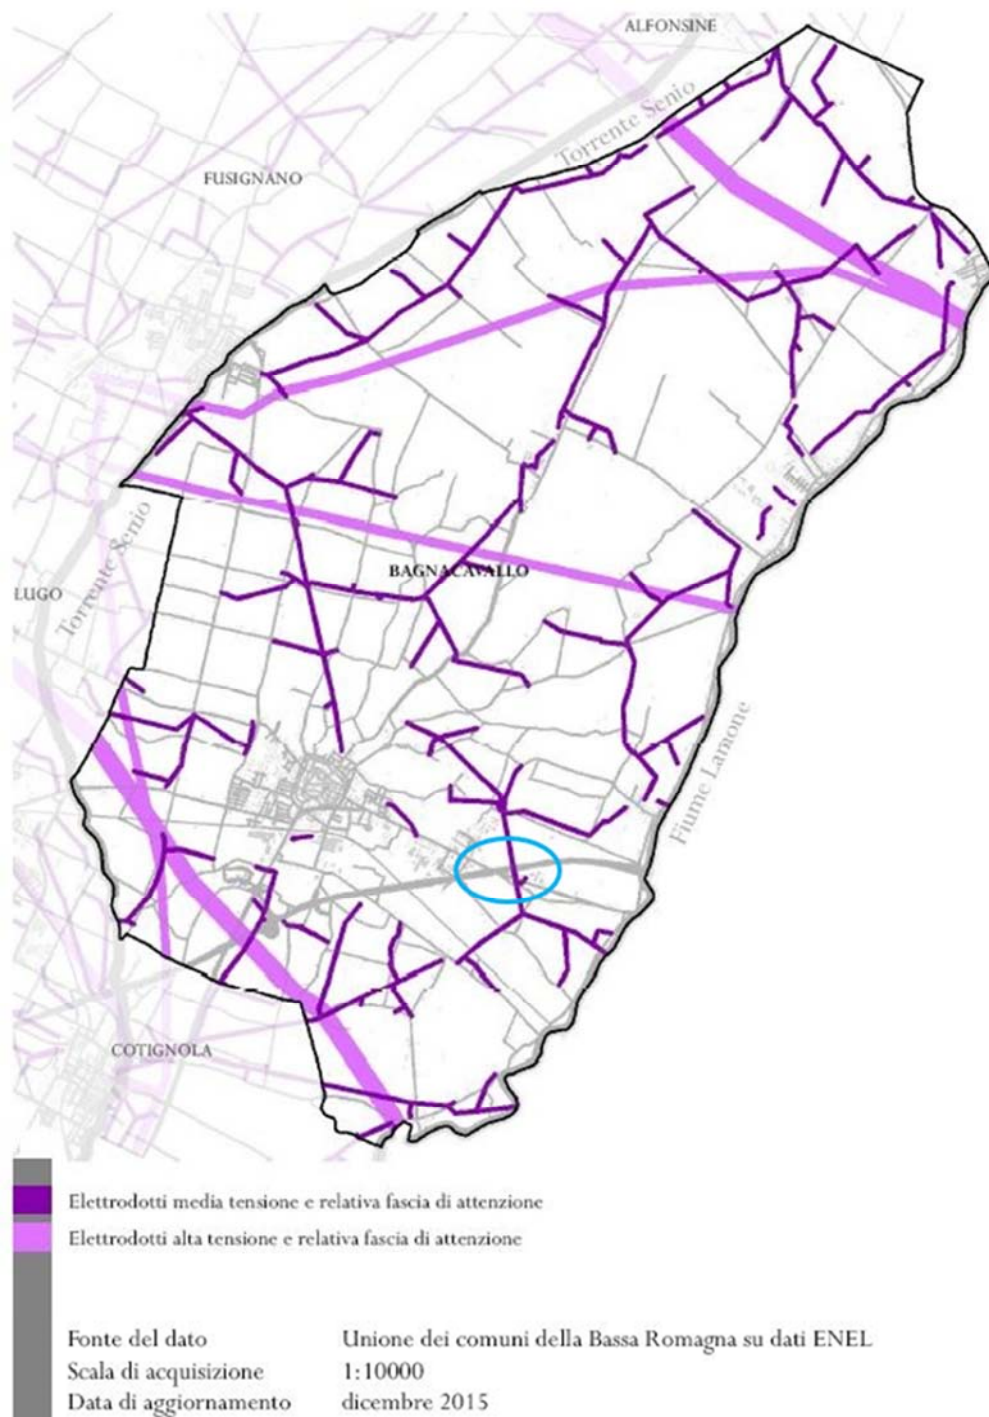 ALFONSINE
Torrente Senio
FUSIGNANO
Torrente Senio
LUGO
BAGNACAVALLO
Fiume Lamone
COTIGNOLA
Elettrodotti media tensione e relativa fascia di attenzione
Elettrodotti alta tensione e relativa fascia di attenzione
Fonte del dato Unione dei comuni della Bassa Romagna su dati ENEL
Scala di acquisizione 1:10000
Data di aggiornamento dicembre 2015